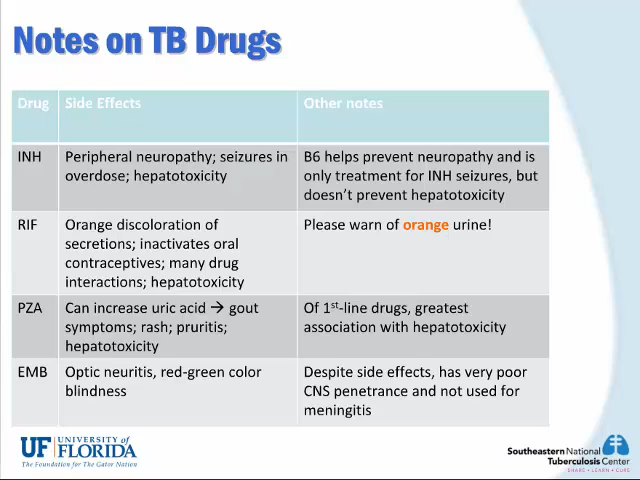 Notes on TB Drugs
Drug Side Effects Other notes
INH Peripheral neuropathy; seizures in B6 helps prevent neuropathy and is
overdose; hepatotoxicity only treatment for INH seizures, but
doesn't prevent hepatotoxicity
RIF Orange discoloration of Please warn of orange urine!
secretions; inactivates oral
contraceptives; many drug
interactions; hepatotoxicity
PZA Can increase uric acid → gout Of 1st-line drugs, greatest
symptoms; rash; pruritis; association with hepatotoxicity
hepatotoxicity
EMB Optic neuritis, red-green color Despite side effects, has very poor
blindness CNS penetrance and not used for
meningitis
UF UNIVERSITY of
FLORIDA
The Foundation for The Gator Nation
Southeastern National
Tuberculosis Center
SHARE • LEARN • CURE